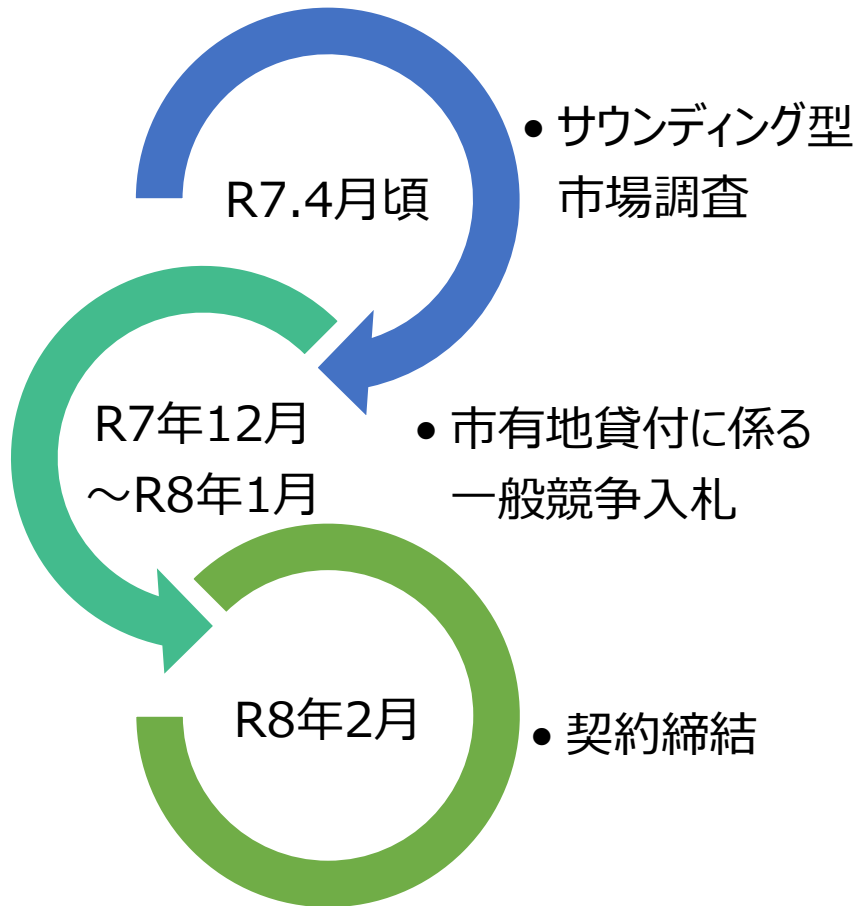 R7.4月頃
• サウンディング型
市場調査
R7年12月
～R8年1月
• 市有地貸付に係る
一般競争入札
R8年2月
• 契約締結